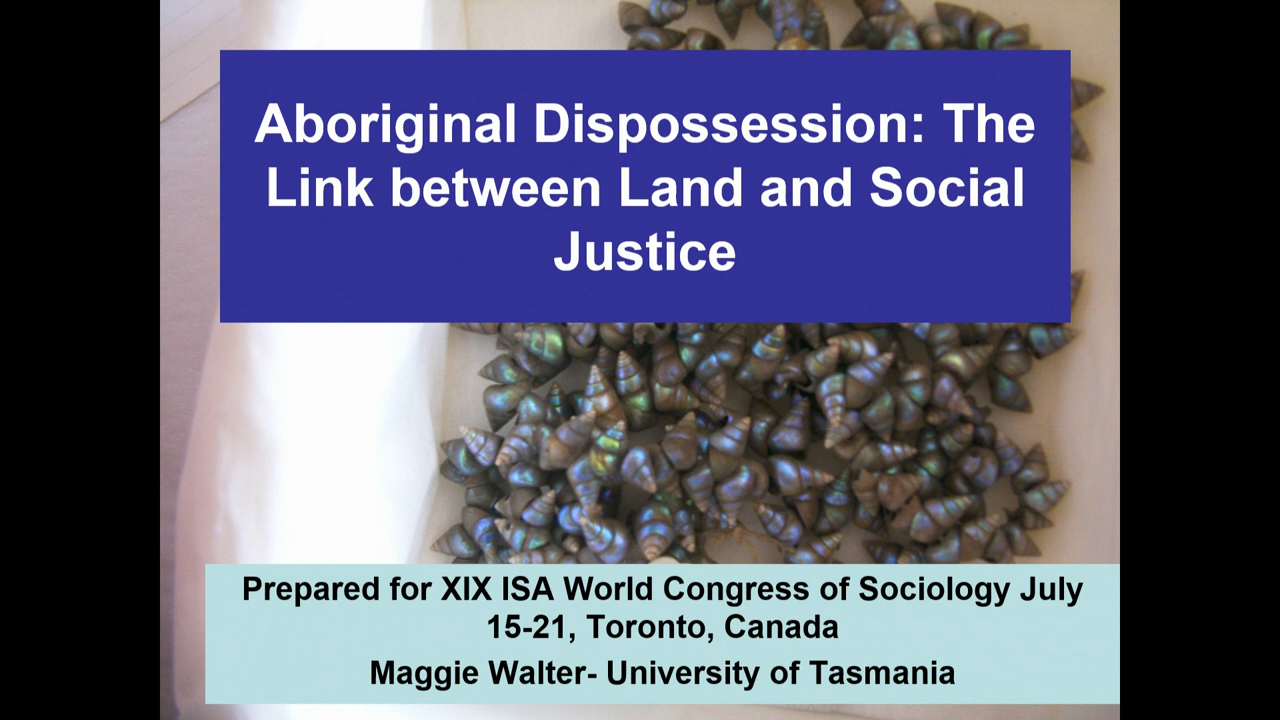 Aboriginal Dispossession: The
Link between Land and Social
Justice
Prepared for XIX ISA World Congress of Sociology July
15-21, Toronto, Canada
Maggie Walter- University of Tasmania